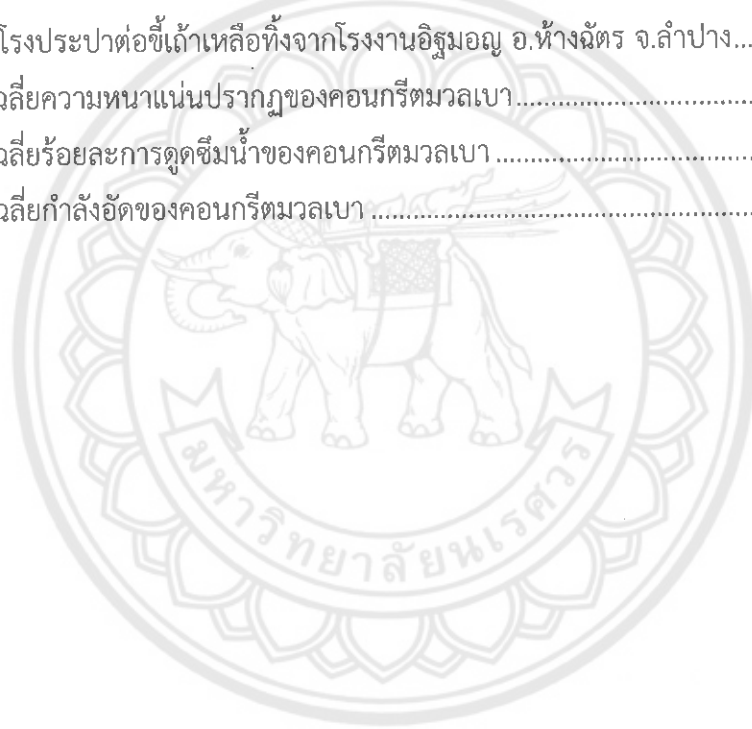 โรงประปาต่อขี้เถ้าเหลือทิ้งจากโรงงานอิฐมอญ อ.ห้างฉัตร จ.ลำปาง...
ฉลี่ยความหนาแน่นปรากฏของคอนกรีตมวลเบา..............................
ฉลี่ยร้อยละการดูดซึมน้ำของคอนกรีตมวลเบา..............................
ฉลี่ยกำลังอัดของคอนกรีตมวลเบา..............................
มหาวิทยาลัยนเรศวร